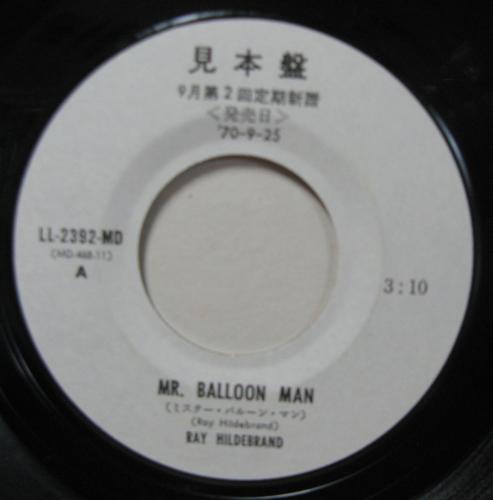 見本盤
9月第2回定期新譜
＜発売日＞
'70-9-25
LL-2392-MD
(MD-468-11)
A
3:10
MR. BALLOON MAN
(ミスター・バルーン・マン)
(Ray Hildebrand)
RAY HILDEBRAND